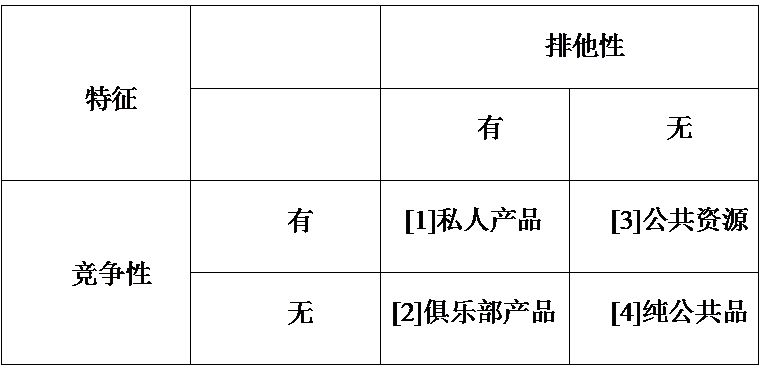 排他性
特征
有 无
有 [1]私人产品 [3]公共资源
竞争性
无 [2]俱乐部产品 [4]纯公共品